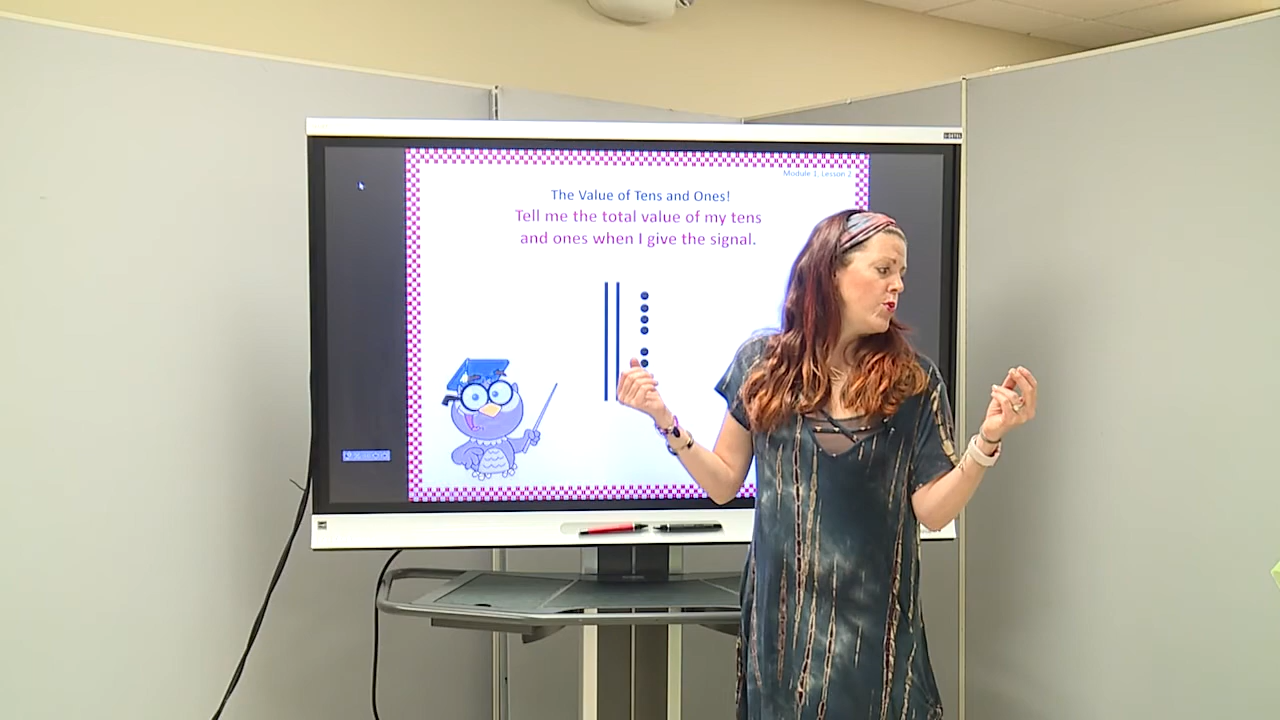 Module 1, Lesson 2
The Value of Tens and Ones!
Tell me the total value of my tens
and ones when I give the signal.